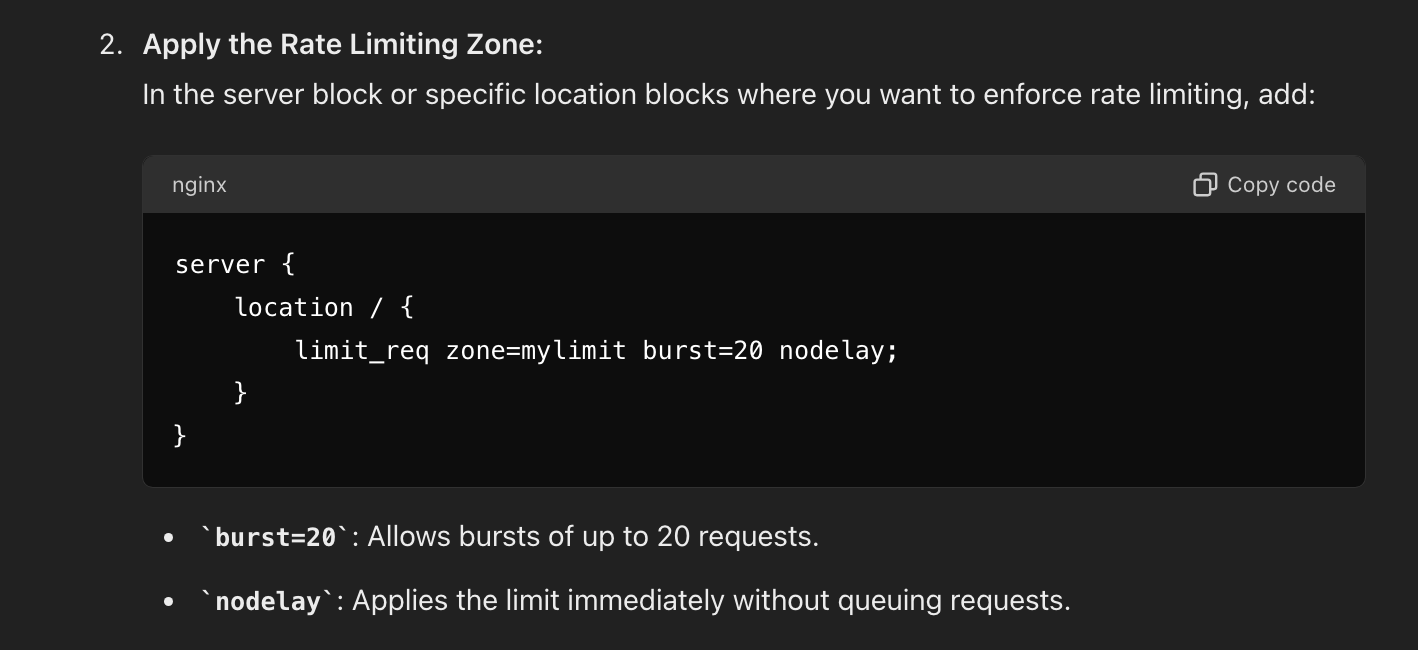 2. Apply the Rate Limiting Zone:
In the server block or specific location blocks where you want to enforce rate limiting, add:
nginx
Copy code
server {
    location / {
        limit_req zone=mylimit burst=20 nodelay;
    }
}
• `burst=20`: Allows bursts of up to 20 requests.
• `nodelay`: Applies the limit immediately without queuing requests.